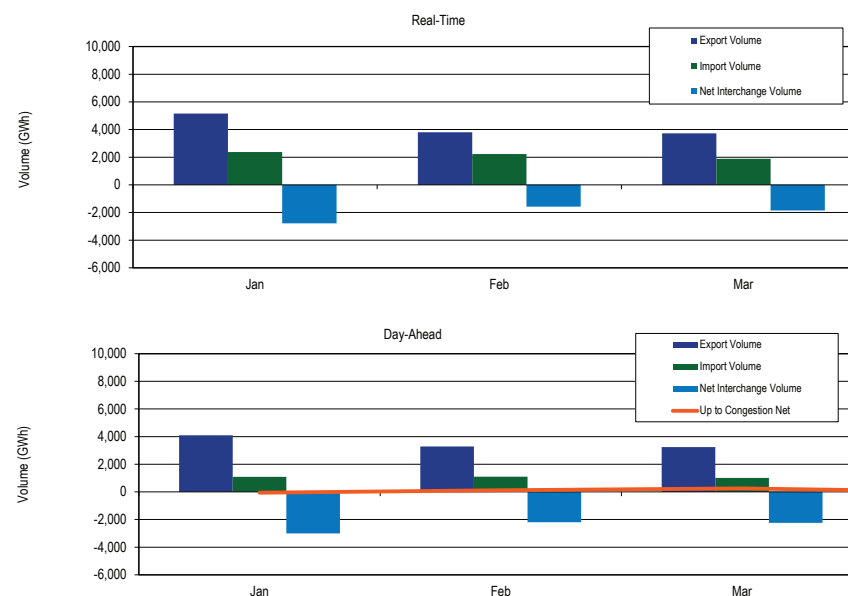 Real-Time
10,000
8,000
6,000
4,000
2,000
0
-2,000
-4,000
-6,000
Volume (GWh)
Export Volume
Import Volume
Net Interchange Volume
Jan
Feb
Mar
Day-Ahead
10,000
8,000
6,000
4,000
2,000
0
-2,000
-4,000
-6,000
Volume (GWh)
Export Volume
Import Volume
Net Interchange Volume
Up to Congestion Net
Jan
Feb
Mar